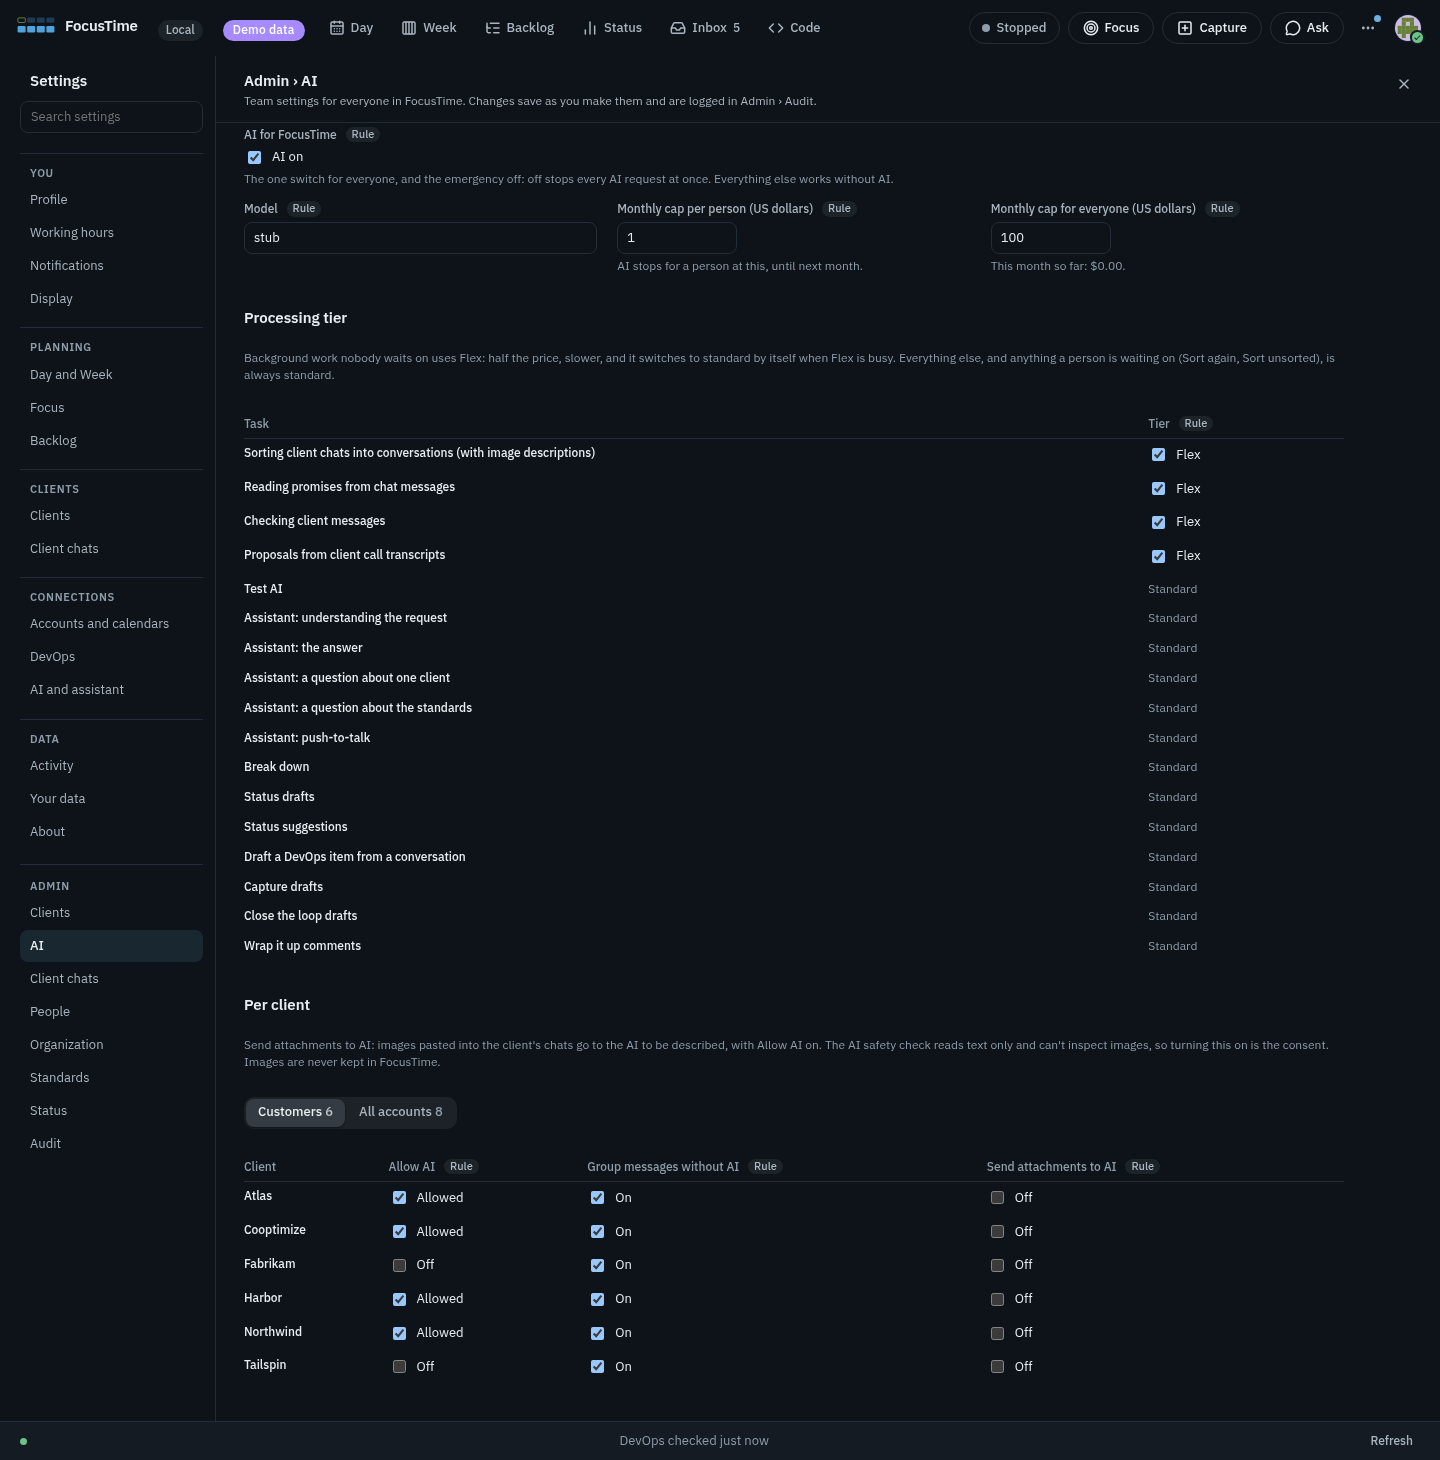 FocusTime
Local
Demo data
Day
Week
Backlog
Status
Inbox 5
Code
Stopped
Focus
Capture
Ask
Settings
Search settings
YOU
Profile
Working hours
Notifications
Display
PLANNING
Day and Week
Focus
Backlog
CLIENTS
Clients
Client chats
CONNECTIONS
Accounts and calendars
DevOps
AI and assistant
DATA
Activity
Your data
About
ADMIN
Clients
AI
Client chats
People
Organization
Standards
Status
Audit
Admin › AI
Team settings for everyone in FocusTime. Changes save as you make them and are logged in Admin › Audit.
AI for FocusTime Rule
AI on
The one switch for everyone, and the emergency off: off stops every AI request at once. Everything else works without AI.
Model Rule
stub
Monthly cap per person (US dollars) Rule
1
AI stops for a person at this, until next month.
Monthly cap for everyone (US dollars) Rule
100
This month so far: $0.00.
Processing tier
Background work nobody waits on uses Flex: half the price, slower, and it switches to standard by itself when Flex is busy. Everything else, and anything a person is waiting on (Sort again, Sort unsorted), is
always standard.
Task Tier Rule
Sorting client chats into conversations (with image descriptions) Flex
Reading promises from chat messages Flex
Checking client messages Flex
Proposals from client call transcripts Flex
Test AI Standard
Assistant: understanding the request Standard
Assistant: the answer Standard
Assistant: a question about one client Standard
Assistant: a question about the standards Standard
Assistant: push-to-talk Standard
Break down Standard
Status drafts Standard
Status suggestions Standard
Draft a DevOps item from a conversation Standard
Capture drafts Standard
Close the loop drafts Standard
Wrap it up comments Standard
Per client
Send attachments to AI: images pasted into the client's chats go to the AI to be described, with Allow AI on. The AI safety check reads text only and can't inspect images, so turning this on is the consent.
Images are never kept in FocusTime.
Customers 6 All accounts 8
Client Allow AI Rule Group messages without AI Rule Send attachments to AI Rule
Atlas Allowed On Off
Cooptimize Allowed On Off
Fabrikam Off On Off
Harbor Allowed On Off
Northwind Allowed On Off
Tailspin Off On Off
DevOps checked just now
Refresh